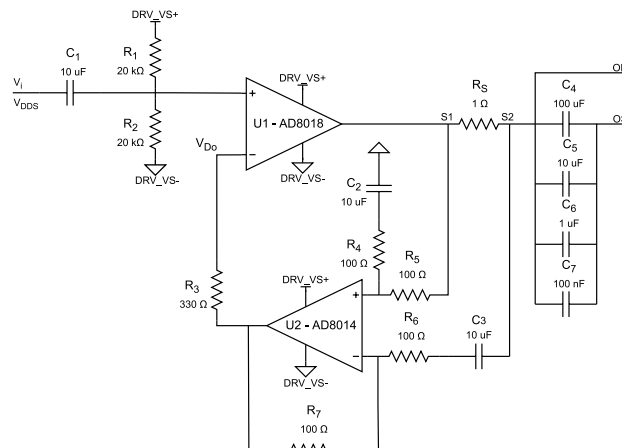 DRV_VS+
C1
10 uF
R1
20 kΩ
Vi
VDDS
R2
20 kΩ
DRV_VS-
DRV_VS+
+
U1 - AD8018
−
DRV_VS-
VDo
S1
RS
1 Ω
S2
C4
100 uF
C5
10 uF
C6
1 uF
C7
100 nF
C2
10 uF
R4
100 Ω
R5
100 Ω
R3
330 Ω
DRV_VS+
+
U2 - AD8014
−
DRV_VS-
R6
100 Ω
C3
10 uF
R7
100 Ω